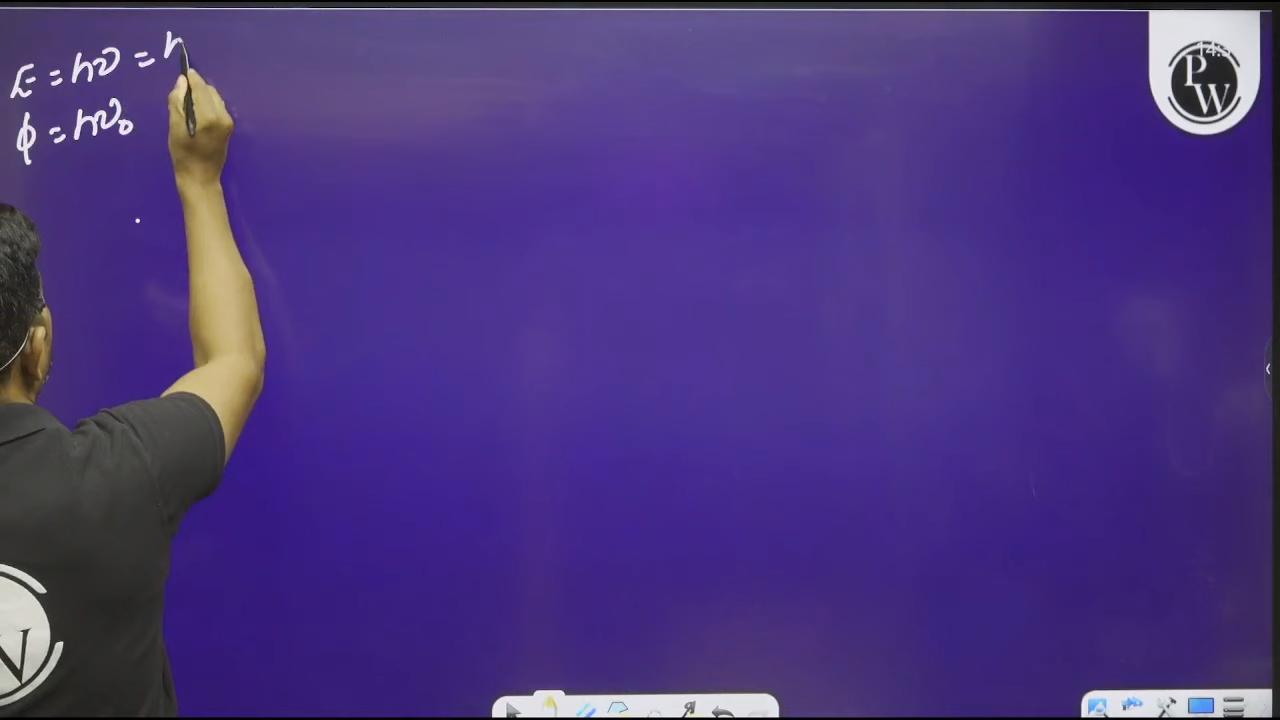 E = hν = h
ϕ = hν₀
PW
W